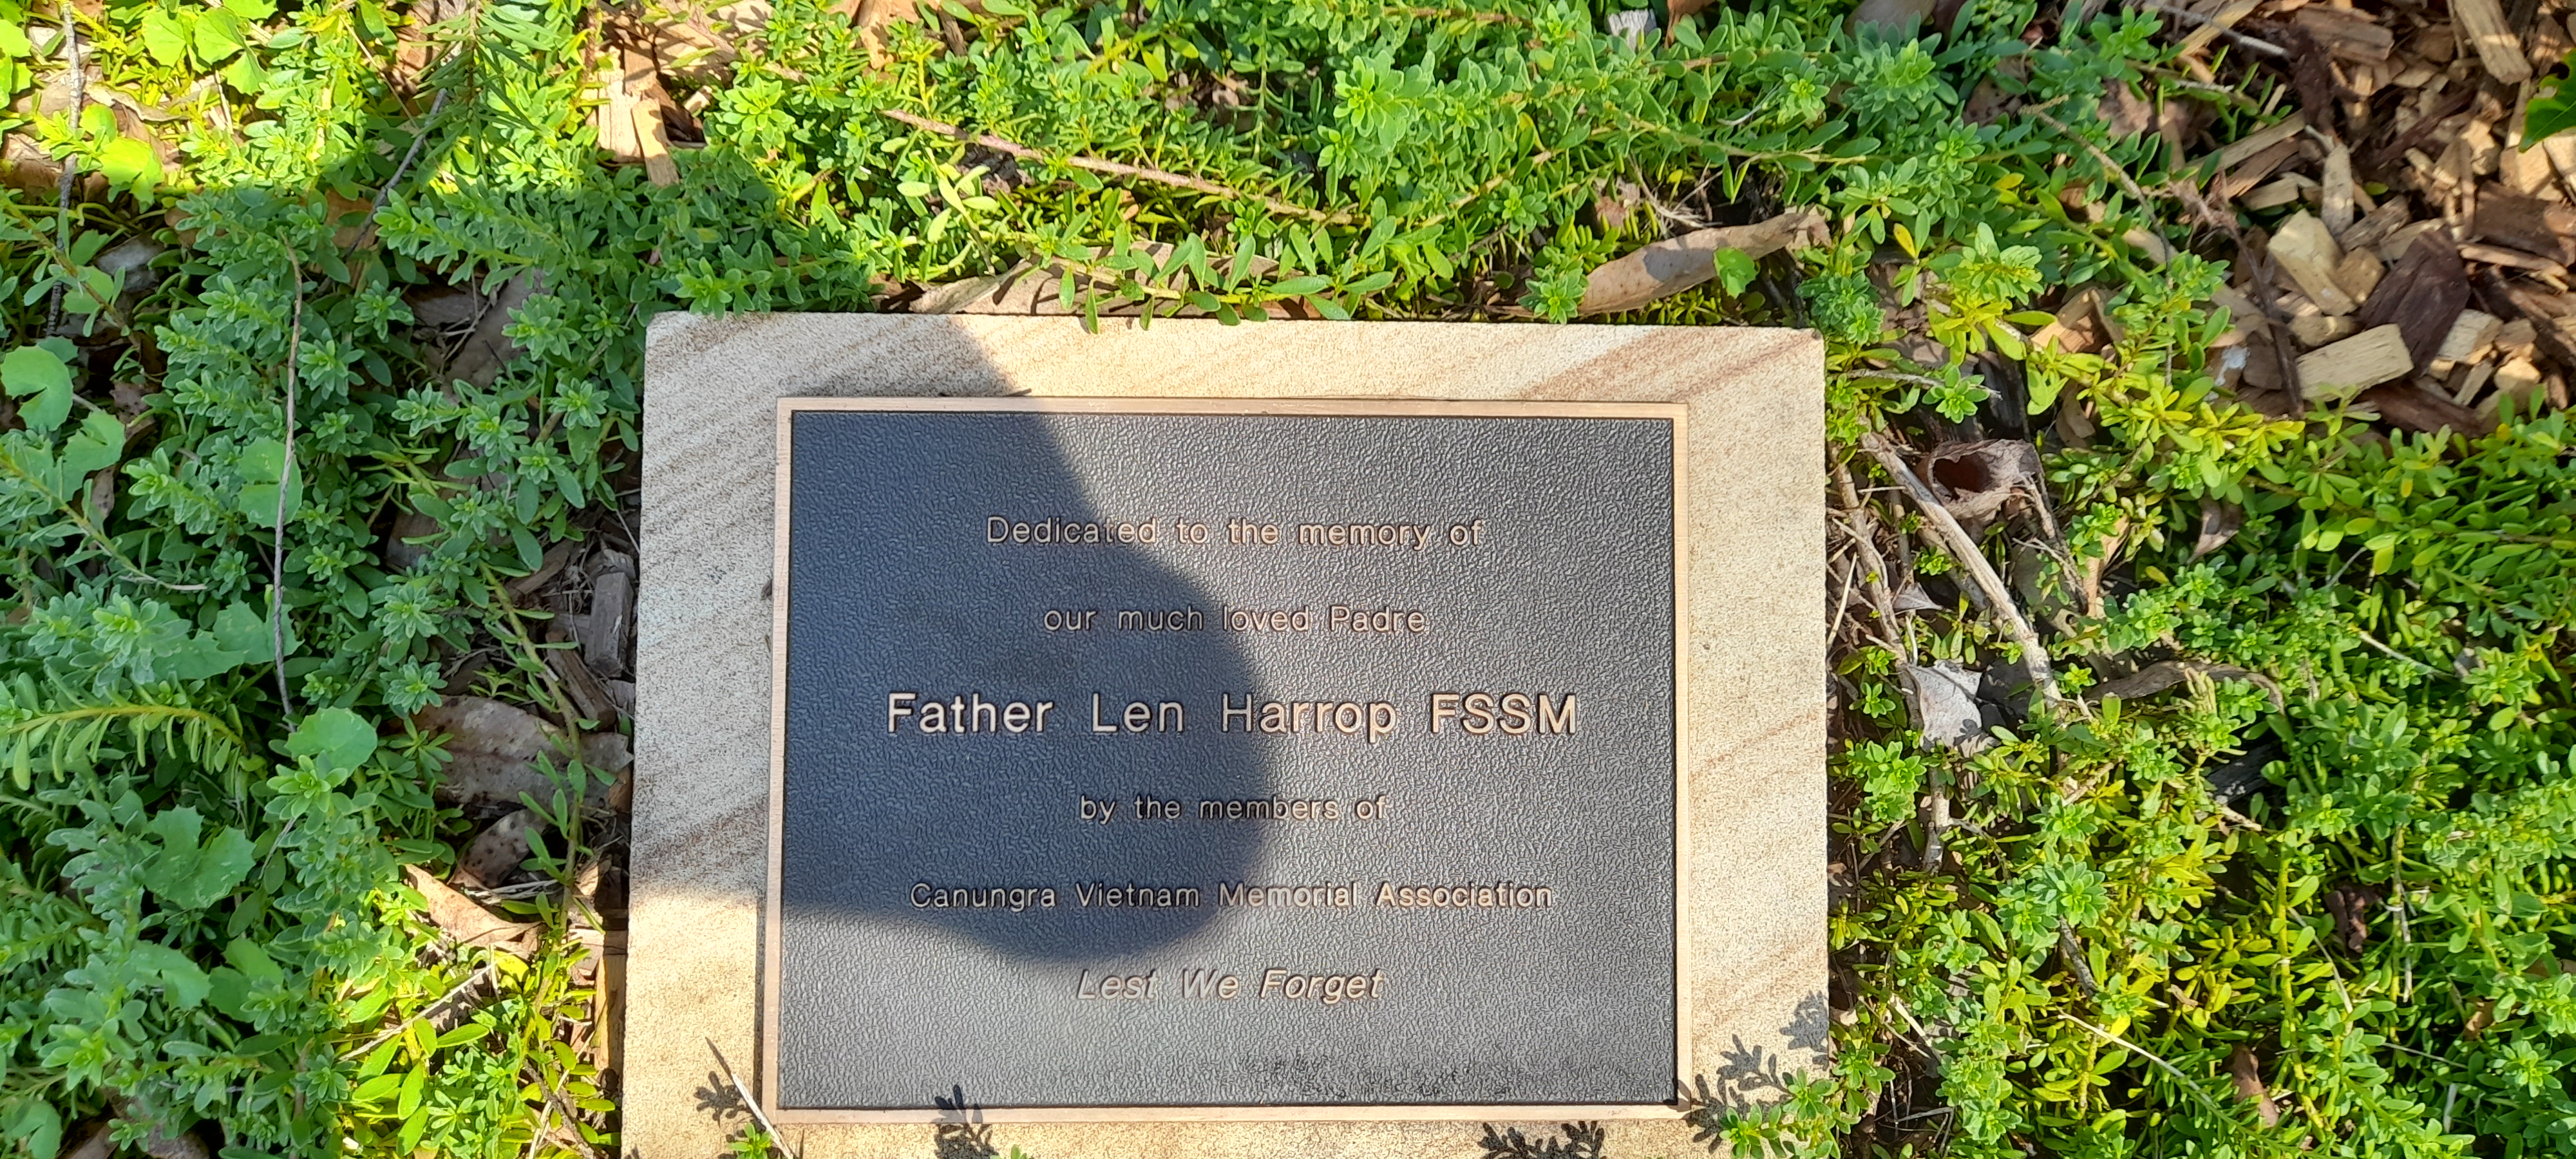 Dedicated to the memory of
our much loved Padre
Father Len Harrop FSSM
by the members of
Canungra Vietnam Memorial Association
Lest We Forget